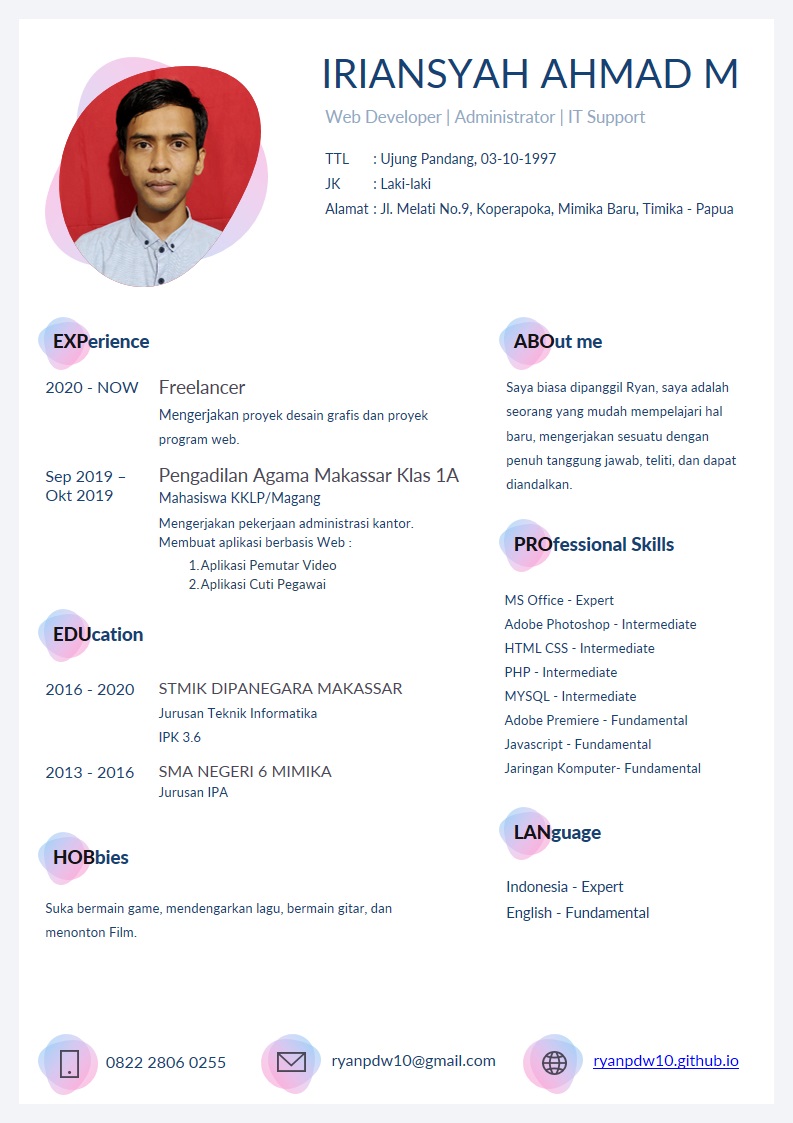 IRIANSYAH AHMAD M
Web Developer | Administrator | IT Support
TTL : Ujung Pandang, 03-10-1997
JK : Laki-laki
Alamat : Jl. Melati No.9, Koperapoka, Mimika Baru, Timika - Papua
EXPerience
2020 - NOW Freelancer
Mengerjakan proyek desain grafis dan proyek
program web.
Sep 2019 – Pengadilan Agama Makassar Klas 1A
Okt 2019 Mahasiswa KKLP/Magang
Mengerjakan pekerjaan administrasi kantor.
Membuat aplikasi berbasis Web :
1.Aplikasi Pemutar Video
2.Aplikasi Cuti Pegawai
EDUcation
2016 - 2020 STMIK DIPANEGARA MAKASSAR
Jurusan Teknik Informatika
IPK 3.6
2013 - 2016 SMA NEGERI 6 MIMIKA
Jurusan IPA
HOBbies
Suka bermain game, mendengarkan lagu, bermain gitar, dan
menonton Film.
ABOut me
Saya biasa dipanggil Ryan, saya adalah
seorang yang mudah mempelajari hal
baru, mengerjakan sesuatu dengan
penuh tanggung jawab, teliti, dan dapat
diandalkan.
PROfessional Skills
MS Office - Expert
Adobe Photoshop - Intermediate
HTML CSS - Intermediate
PHP - Intermediate
MYSQL - Intermediate
Adobe Premiere - Fundamental
Javascript - Fundamental
Jaringan Komputer- Fundamental
LANguage
Indonesia - Expert
English - Fundamental
0822 2806 0255
ryanpdw10@gmail.com
ryanpdw10.github.io